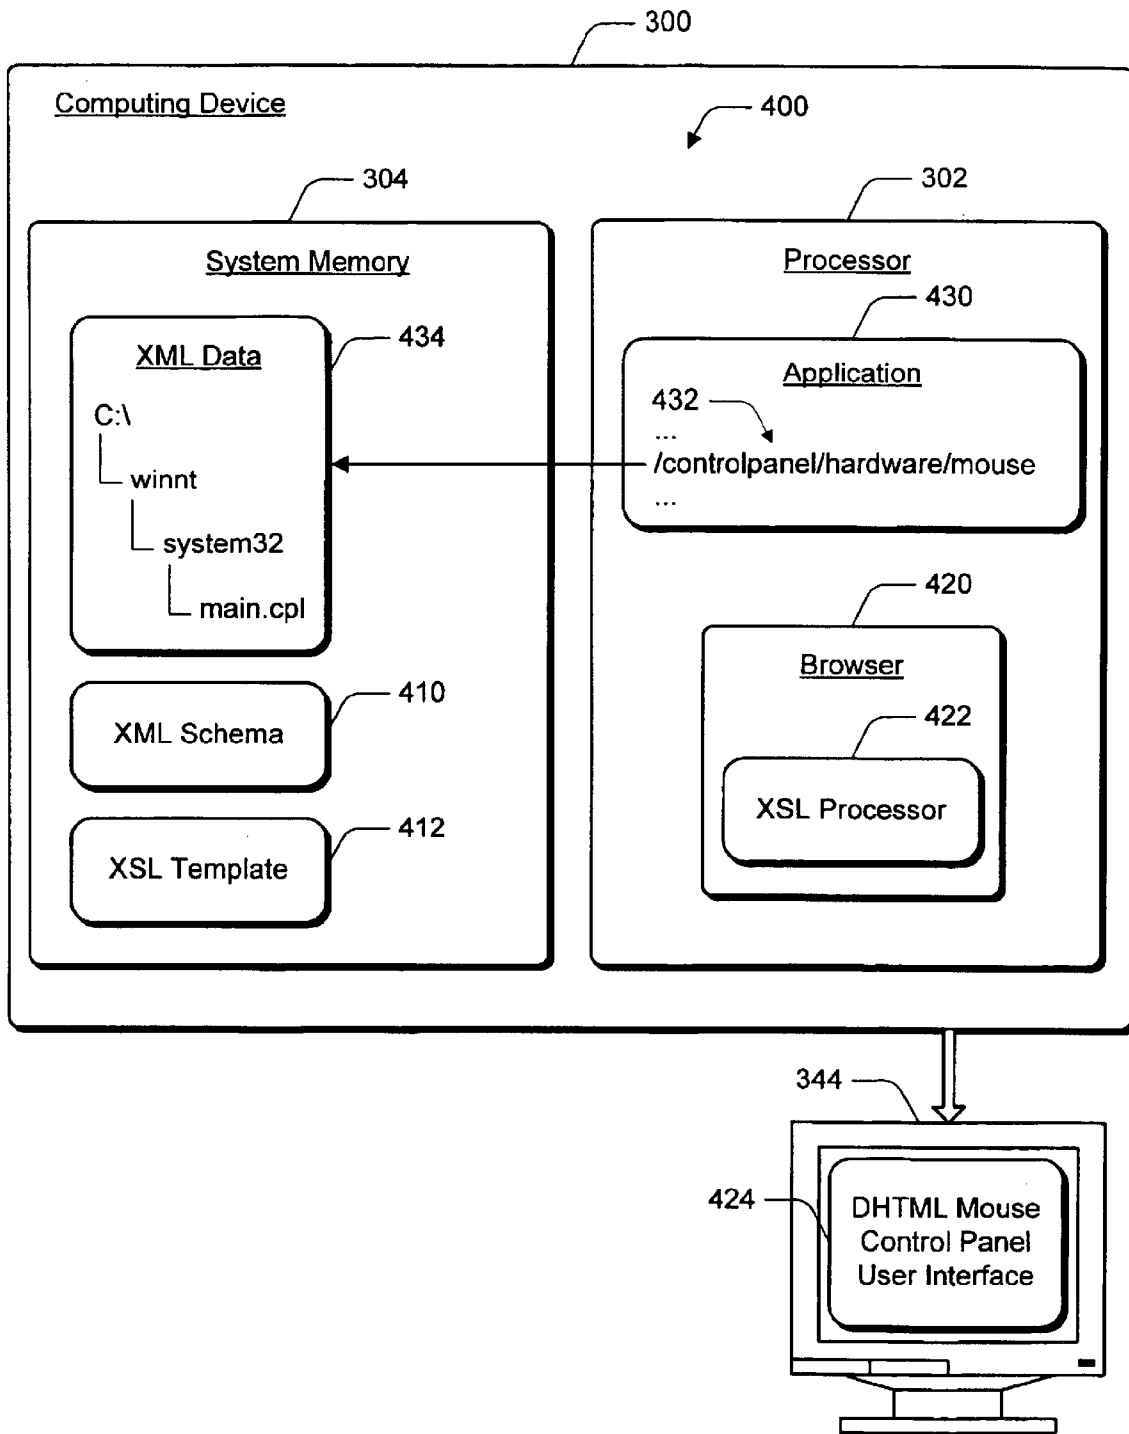 300
Computing Device
400
304
302
System Memory
Processor
430
434
XML Data
Application
432
C:\
...
/controlpanel/hardware/mouse
winnt
...
system32
main.cpl
420
Browser
410
422
XML Schema
XSL Processor
412
XSL Template
344
424
DHTML Mouse
Control Panel
User Interface